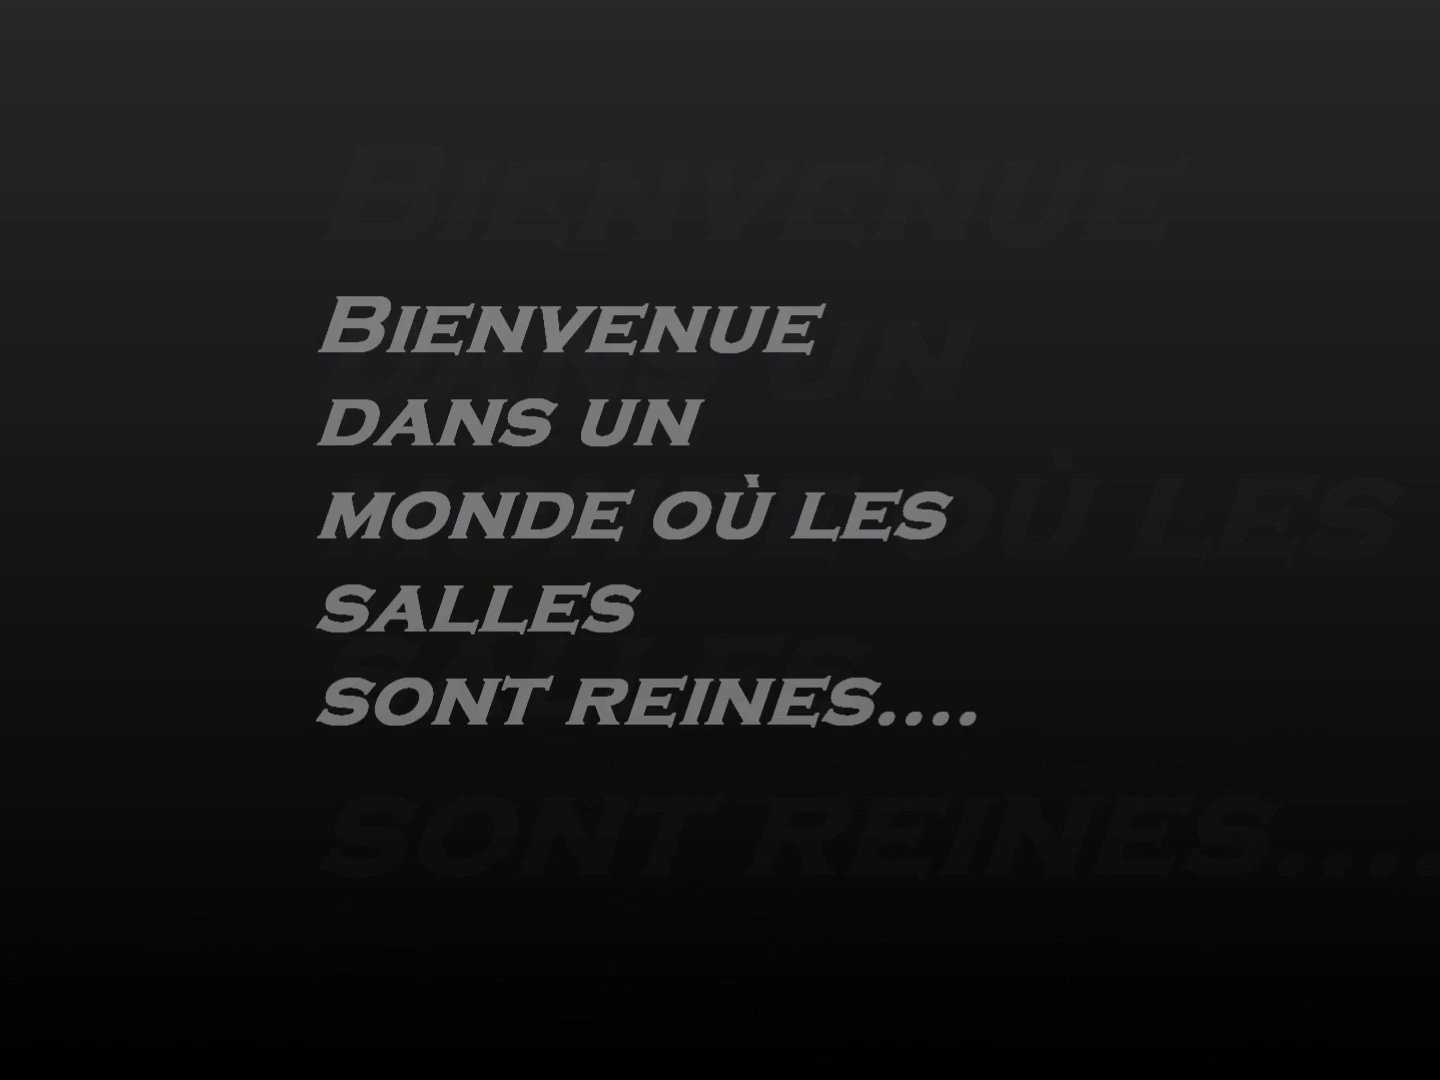 Bienvenue
dans un
monde où les
salles
sont reines....